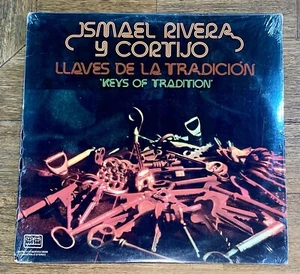 ISMAEL RIVERA
Y CORTIJO
LLAVES DE LA TRADICIÓN
'KEYS OF TRADITION'